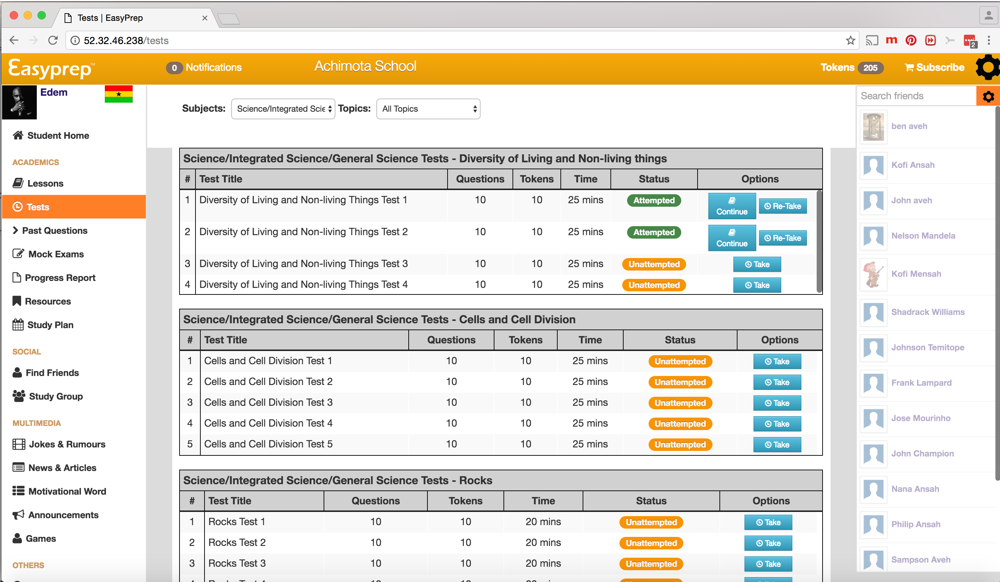 Tests | EasyPrep
52.32.46.238/tests
2
Easyprep™
0 Notifications
Achimota School
Tokens 205
Subscribe
Edem
Student Home
ACADEMICS
Lessons
Tests
Past Questions
Mock Exams
Progress Report
Resources
Study Plan
SOCIAL
Find Friends
Study Group
MULTIMEDIA
Jokes & Rumours
News & Articles
Motivational Word
Announcements
Games
OTHERS
Subjects: Science/Integrated Scie Topics: All Topics
Science/Integrated Science/General Science Tests - Diversity of Living and Non-living things
# Test Title Questions Tokens Time Status Options
1 Diversity of Living and Non-living Things Test 1 10 10 25 mins Attempted Continue Re-Take
2 Diversity of Living and Non-living Things Test 2 10 10 25 mins Attempted Continue Re-Take
3 Diversity of Living and Non-living Things Test 3 10 10 25 mins Unattempted Take
4 Diversity of Living and Non-living Things Test 4 10 10 25 mins Unattempted Take
Science/Integrated Science/General Science Tests - Cells and Cell Division
# Test Title Questions Tokens Time Status Options
1 Cells and Cell Division Test 1 10 10 25 mins Unattempted Take
2 Cells and Cell Division Test 2 10 10 25 mins Unattempted Take
3 Cells and Cell Division Test 3 10 10 25 mins Unattempted Take
4 Cells and Cell Division Test 4 10 10 25 mins Unattempted Take
5 Cells and Cell Division Test 5 10 10 25 mins Unattempted Take
Science/Integrated Science/General Science Tests - Rocks
# Test Title Questions Tokens Time Status Options
1 Rocks Test 1 10 10 20 mins Unattempted Take
2 Rocks Test 2 10 10 20 mins Unattempted Take
3 Rocks Test 3 10 10 20 mins Unattempted Take
Search friends
ben aveh
Kofi Ansah
John aveh
Nelson Mandela
Kofi Mensah
Shadrack Williams
Johnson Temitope
Frank Lampard
Jose Mourinho
John Champion
Nana Ansah
Philip Ansah
Sampson Aveh